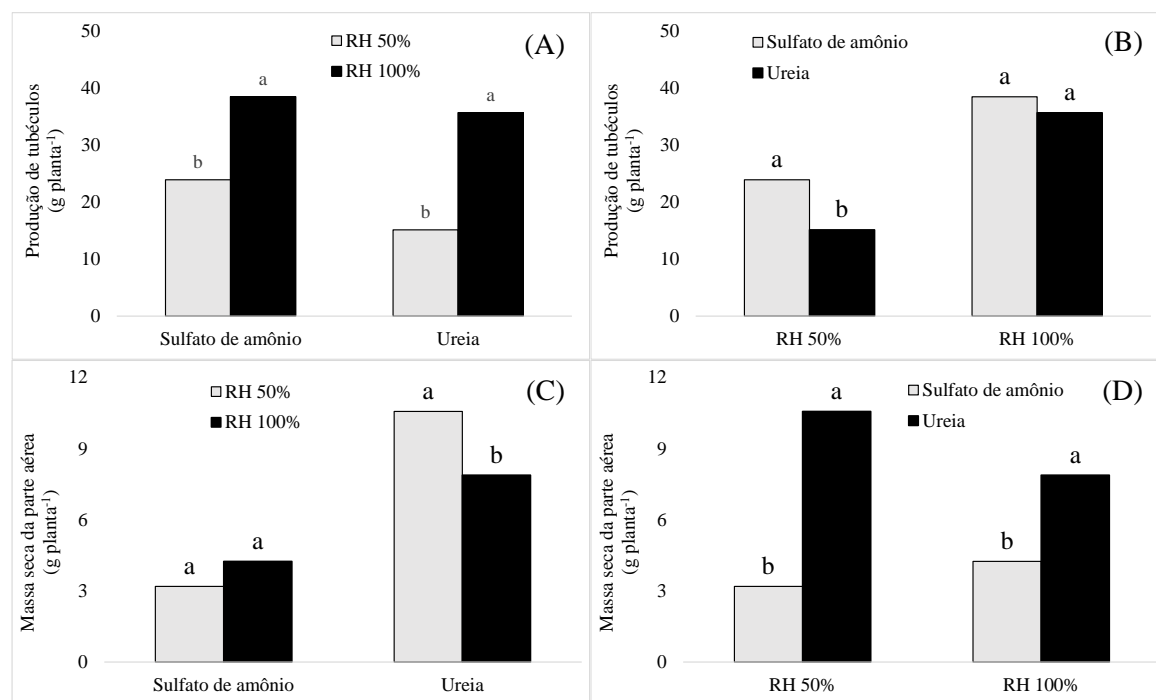 Produção de tubéculos
(g planta⁻¹)
50
40
30
20
10
0
RH 50%
RH 100%
(A)
b
a
b
a
Sulfato de amônio
Ureia
Produção de tubéculos
(g planta⁻¹)
50
40
30
20
10
0
Sulfato de amônio
Ureia
(B)
a
b
a
a
RH 50%
RH 100%
Massa seca da parte aérea
(g planta⁻¹)
12
9
6
3
0
RH 50%
RH 100%
(C)
a
a
a
b
Sulfato de amônio
Ureia
Massa seca da parte aérea
(g planta⁻¹)
12
9
6
3
0
Sulfato de amônio
Ureia
(D)
b
a
b
a
RH 50%
RH 100%